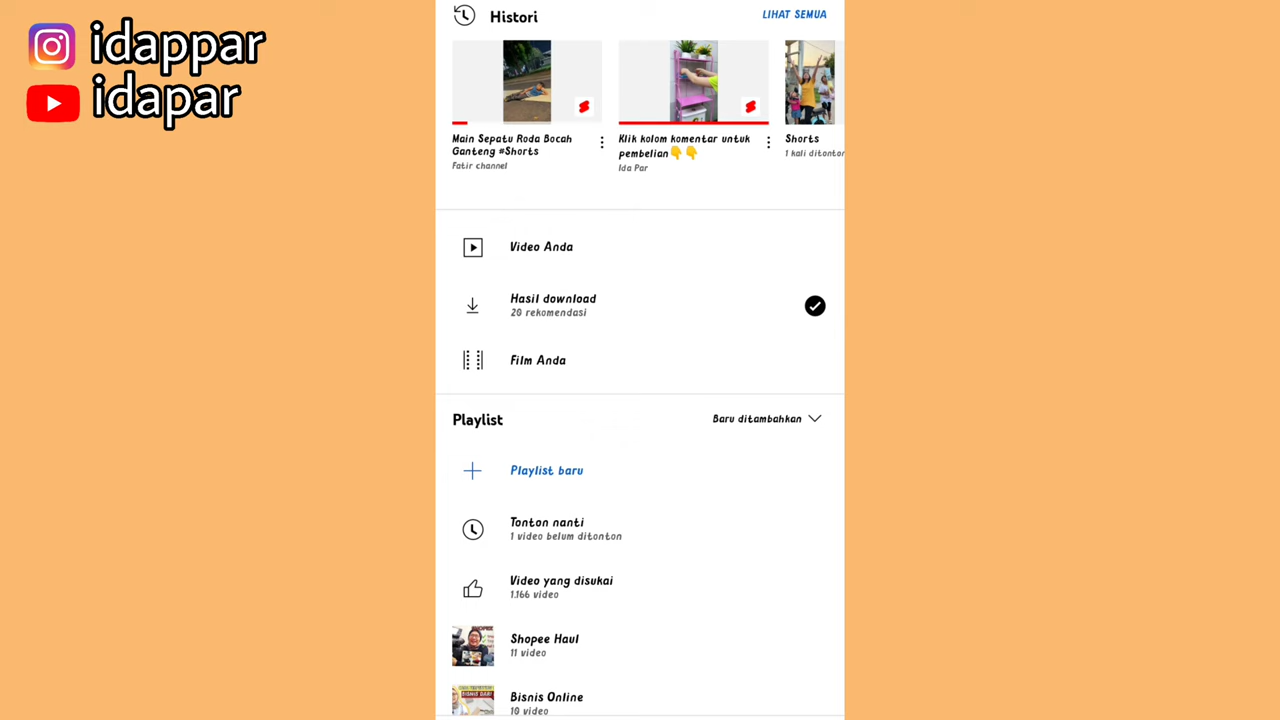 idappar
idapar
Histori
LIHAT SEMUA
Main Sepatu Roda Bocah
Ganteng #Shorts
Fatir channel
Klik kolom komentar untuk
pembelian👇👇
Ida Par
Shorts
1 kali ditonton
Video Anda
Hasil download
20 rekomendasi
Film Anda
Playlist
Baru ditambahkan
Playlist baru
Tonton nanti
1 video belum ditonton
Video yang disukai
1.166 video
Shopee Haul
11 video
Bisnis Online
10 video